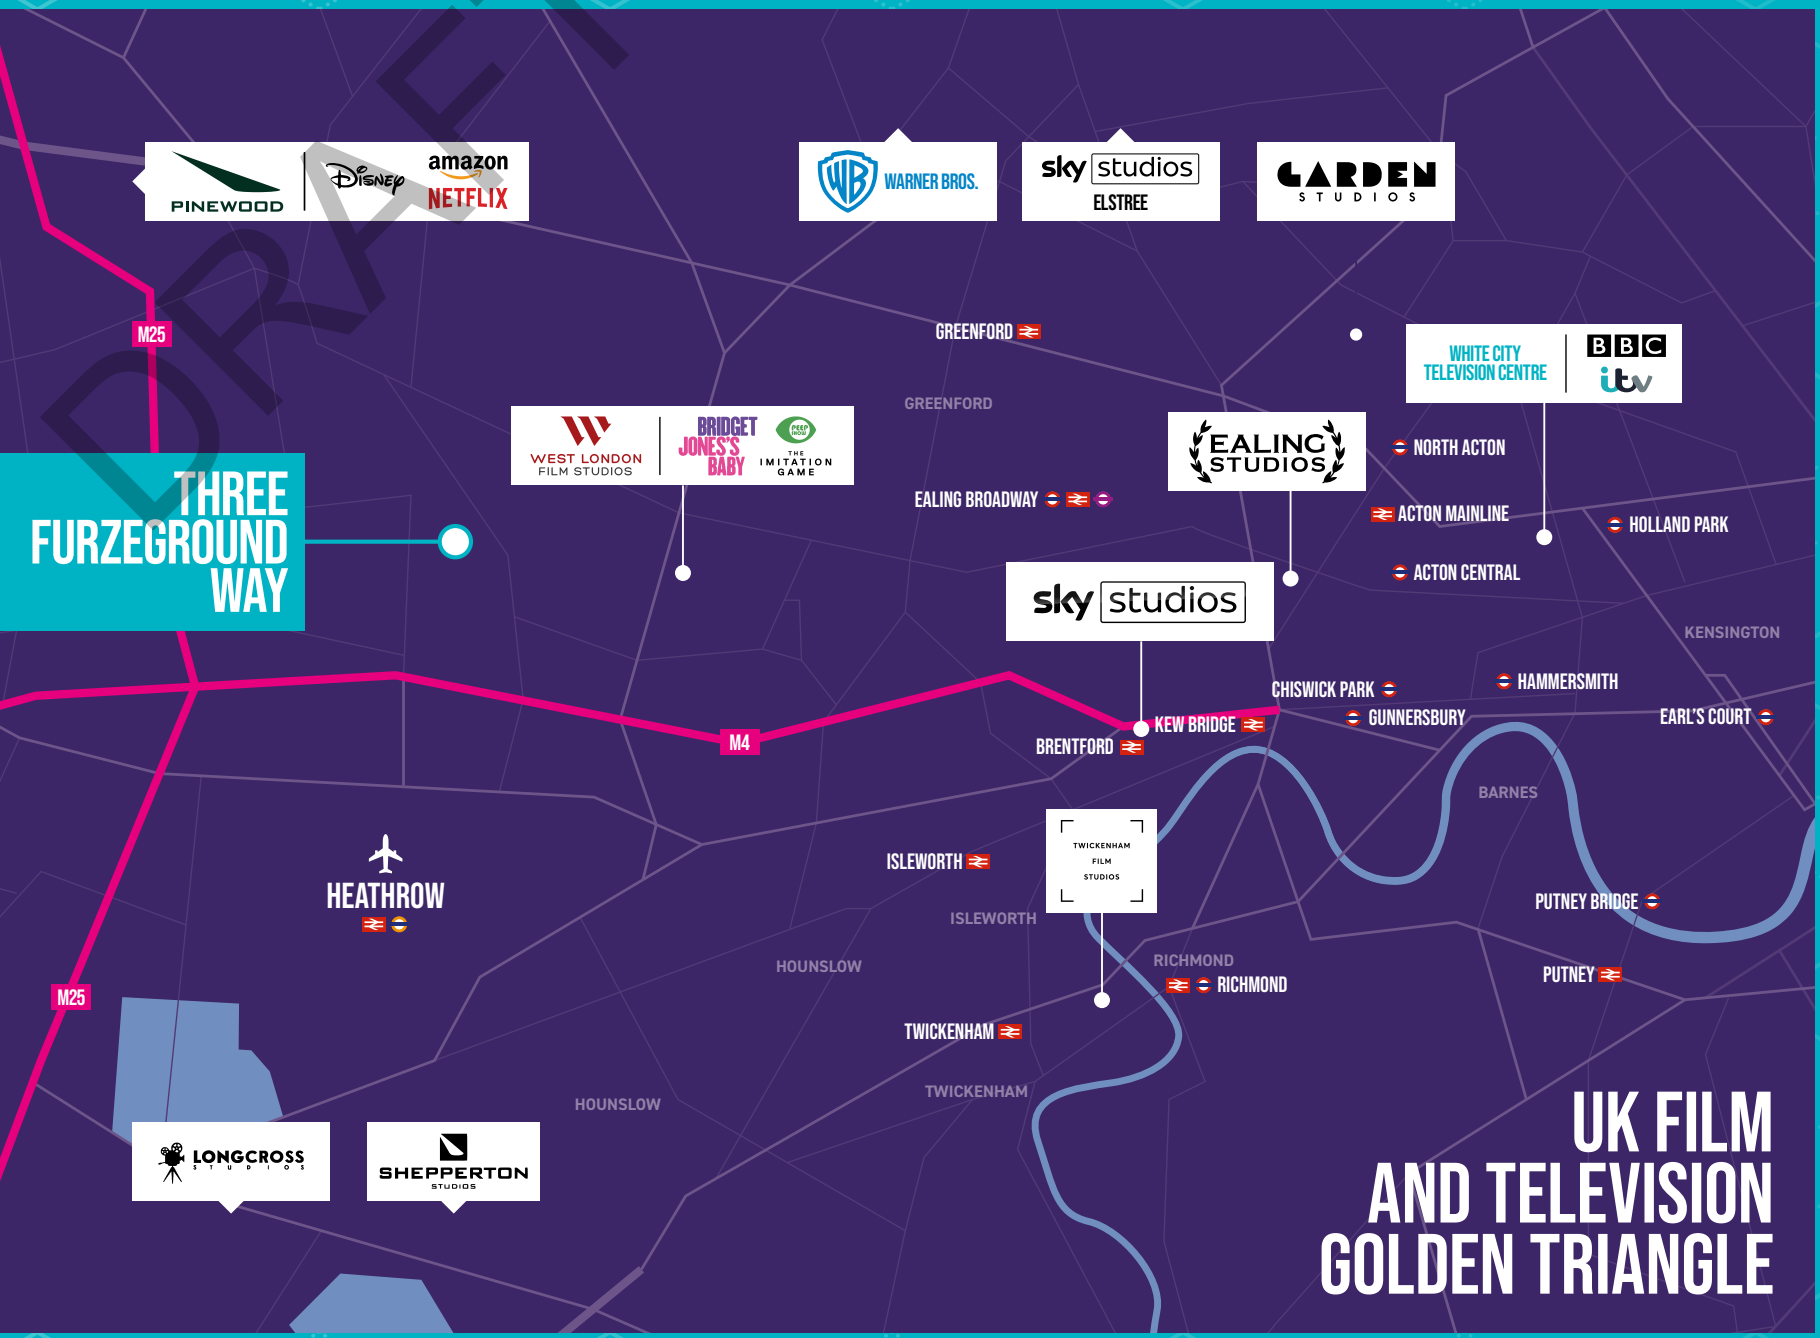 DRAFT
PINEWOOD
Disney
amazon
NETFLIX
WB
WARNER BROS.
sky studios
ELSTREE
GARDEN
STUDIOS
M25
GREENFORD
WHITE CITY
TELEVISION CENTRE
BBC
itv
GREENFORD
WEST LONDON
FILM STUDIOS
BRIDGET
JONES'S
BABY
PEEP
SHOW
THE
IMITATION
GAME
EALING
STUDIOS
NORTH ACTON
THREE
FURZEGROUND
WAY
EALING BROADWAY
ACTON MAINLINE
HOLLAND PARK
ACTON CENTRAL
sky studios
KENSINGTON
CHISWICK PARK
HAMMERSMITH
GUNNERSBURY
EARL'S COURT
KEW BRIDGE
M4
BRENTFORD
BARNES
TWICKENHAM
FILM
STUDIOS
ISLEWORTH
HEATHROW
PUTNEY BRIDGE
ISLEWORTH
HOUNSLOW
RICHMOND
RICHMOND
PUTNEY
M25
TWICKENHAM
TWICKENHAM
HOUNSLOW
LONGCROSS
STUDIOS
SHEPPERTON
STUDIOS
UK FILM
AND TELEVISION
GOLDEN TRIANGLE